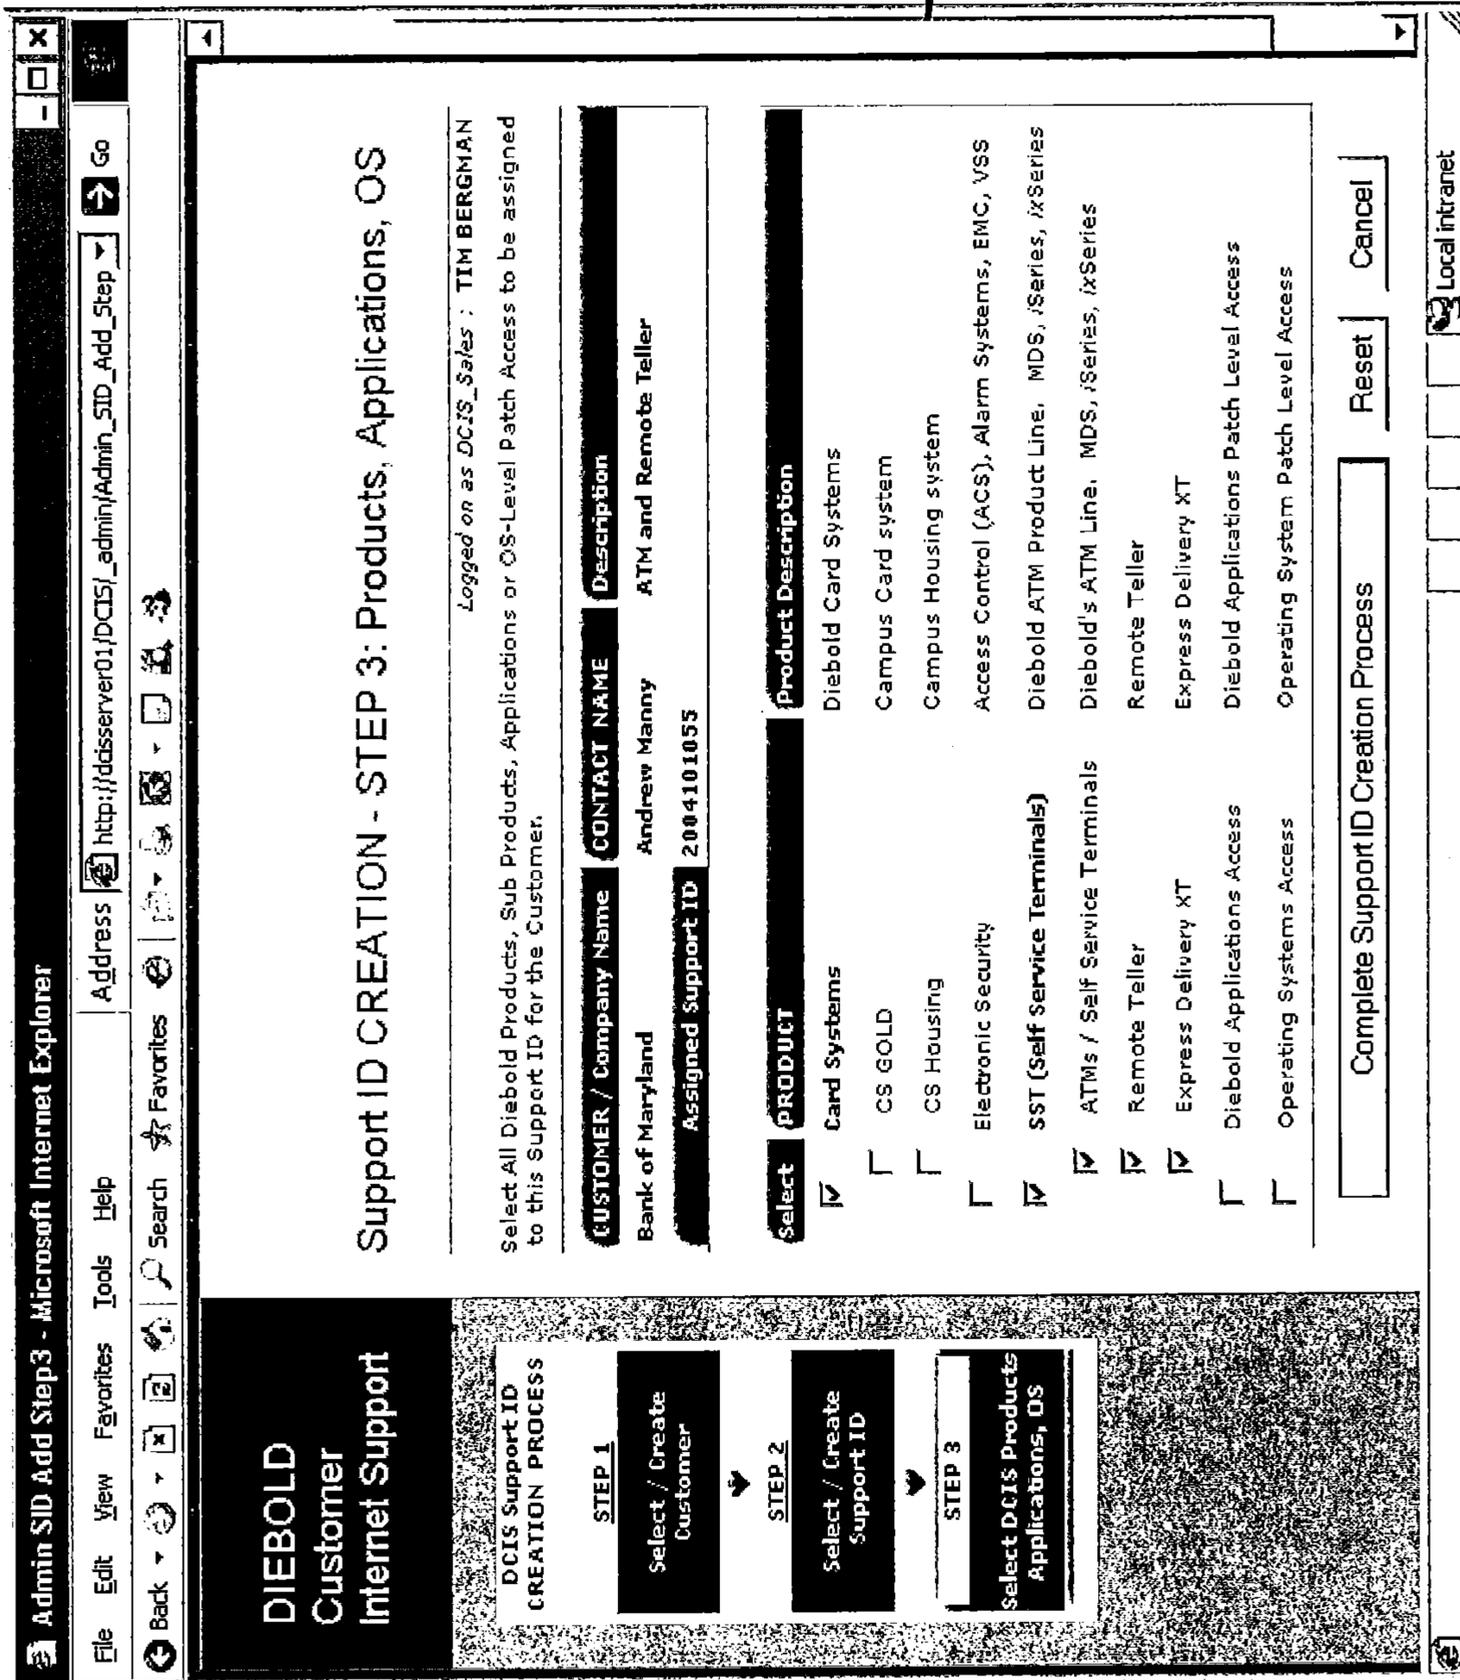 Admin SID Add Step3 - Microsoft Internet Explorer
File Edit View Favorites Tools Help
Address http://dcisserver01/DCIS/_admin/Admin_SID_Add_Step Go
Back Search Favorites
DIEBOLD
Customer
Internet Support
DCIS Support ID
CREATION PROCESS
STEP 1
Select / Create
Customer
STEP 2
Select / Create
Support ID
STEP 3
Select DCIS Products
Applications, OS
Support ID CREATION - STEP 3: Products, Applications, OS
Logged on as DCIS_Sales : TIM BERGMAN
Select All Diebold Products, Sub Products, Applications or OS-Level Patch Access to be assigned
to this Support ID for the Customer.
CUSTOMER / Company Name CONTACT NAME Description
Bank of Maryland Andrew Manny ATM and Remote Teller
Assigned Support ID 2004101055
Select PRODUCT Product Description
Card Systems Diebold Card Systems
CS GOLD Campus Card system
CS Housing Campus Housing system
Electronic Security Access Control (ACS), Alarm Systems, EMC, VSS
SST (Self Service Terminals) Diebold ATM Product Line. MDS, iSeries, ixSeries
ATMs / Self Service Terminals Diebold's ATM Line. MDS, iSeries, ixSeries
Remote Teller Remote Teller
Express Delivery XT Express Delivery XT
Diebold Applications Access Diebold Applications Patch Level Access
Operating Systems Access Operating System Patch Level Access
Complete Support ID Creation Process Reset Cancel
Local intranet